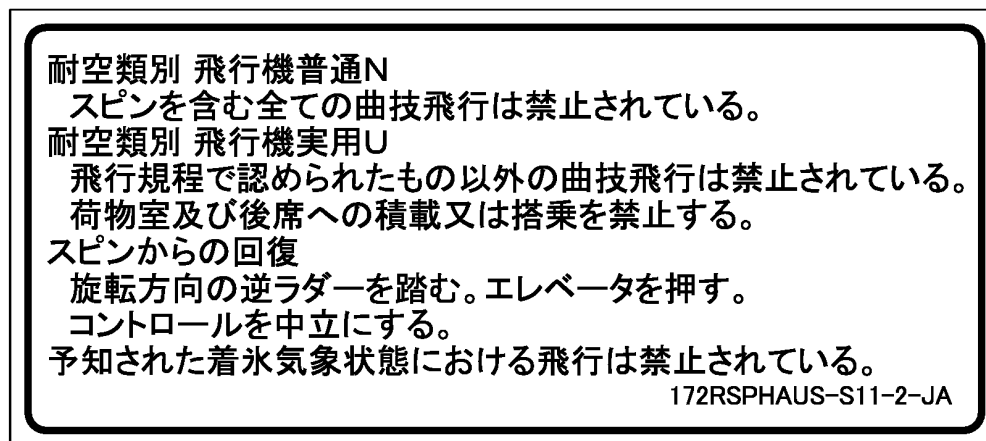 耐空類別 飛行機普通N
スピンを含む全ての曲技飛行は禁止されている。
耐空類別 飛行機実用U
飛行規程で認められたもの以外の曲技飛行は禁止されている。
荷物室及び後席への積載又は搭乗を禁止する。
スピンからの回復
旋転方向の逆ラダーを踏む。エレベータを押す。
コントロールを中立にする。
予知された着氷気象状態における飛行は禁止されている。
172RSPHAUS-S11-2-JA